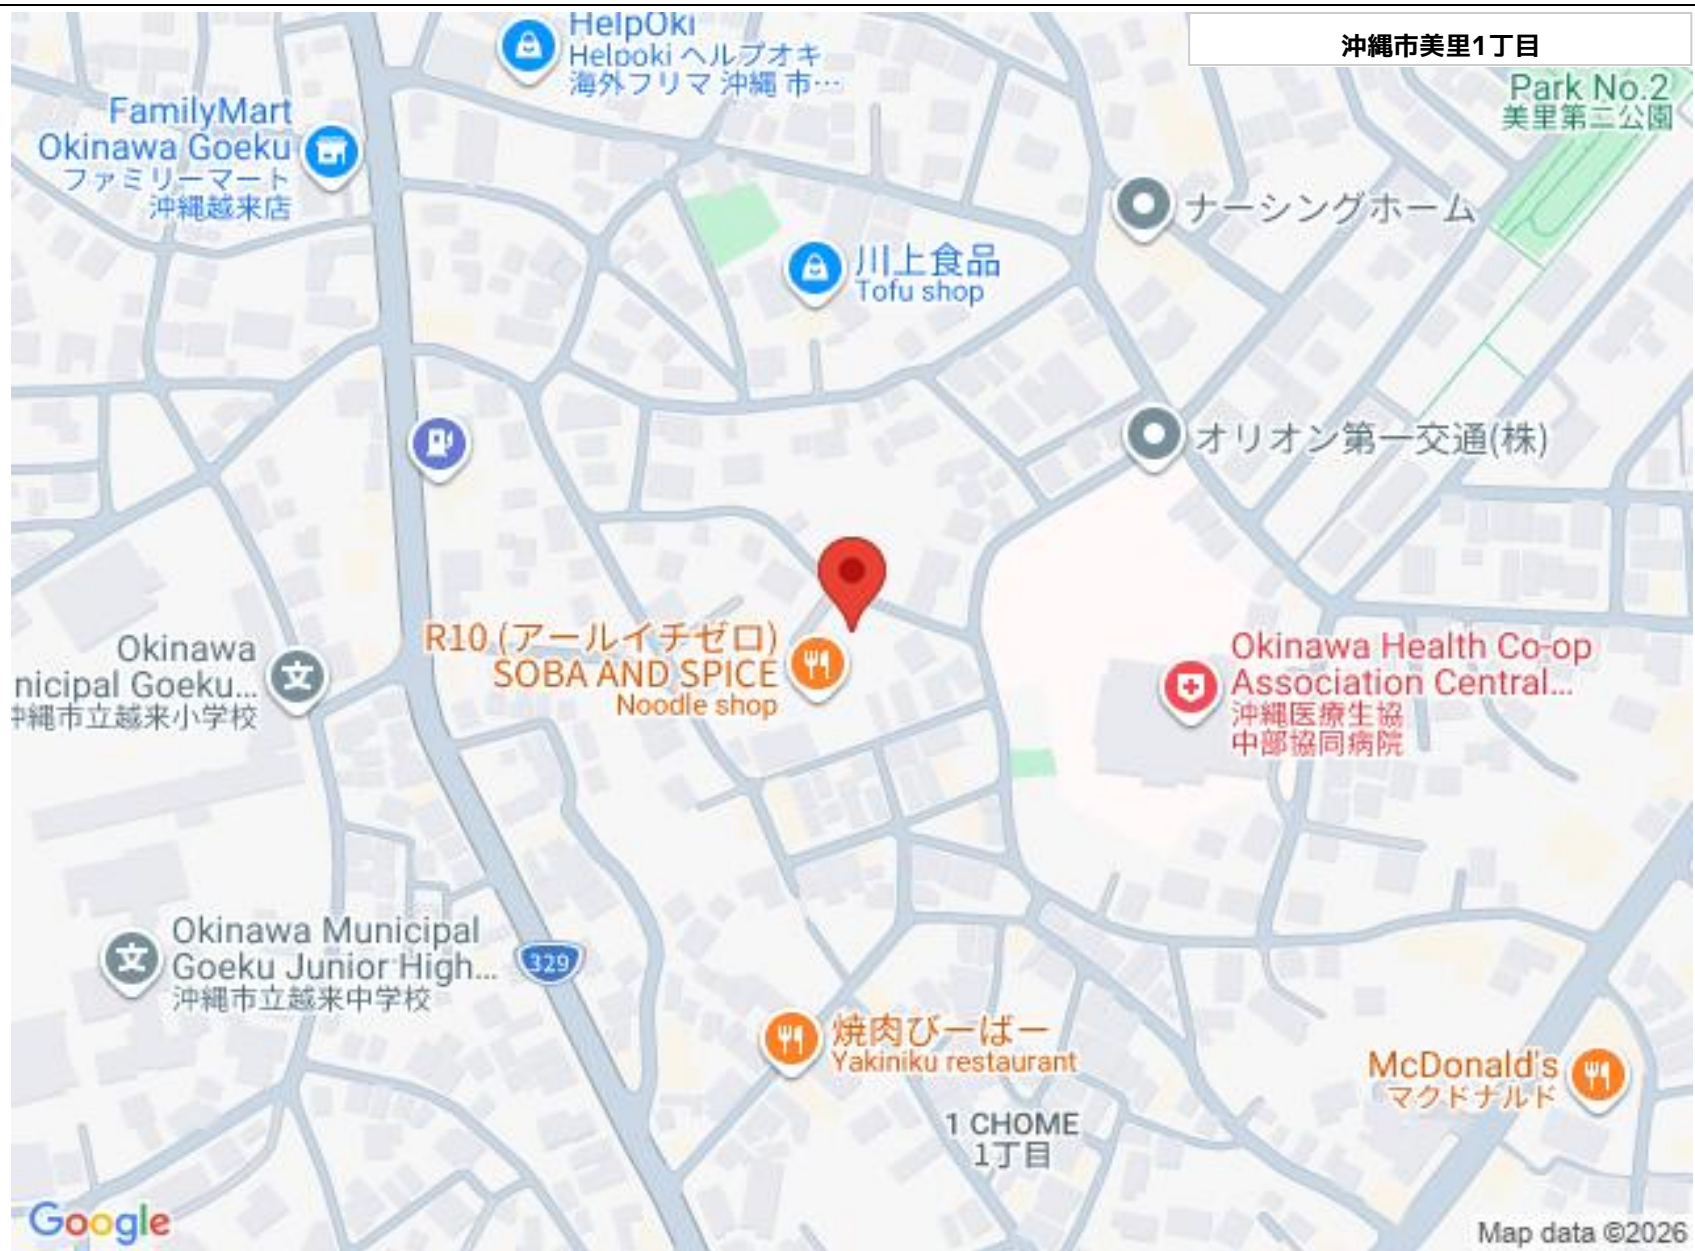 沖縄市美里1丁目
HelpOki
Helpoki ヘルプオキ
海外フリマ 沖縄 市…
Park No.2
美里第二公園
FamilyMart
Okinawa Goeku
ファミリーマート
沖縄越来店
ナーシングホーム
川上食品
Tofu shop
オリオン第一交通(株)
R10 (アールイチゼロ)
SOBA AND SPICE
Noodle shop
Okinawa
nicipal Goeku...
沖縄市立越来小学校
Okinawa Health Co-op
Association Central...
沖縄医療生協
中部協同病院
Okinawa Municipal
Goeku Junior High...
沖縄市立越来中学校
329
焼肉びーばー
Yakiniku restaurant
McDonald's
マクドナルド
1 CHOME
1丁目
Google
Map data ©2026